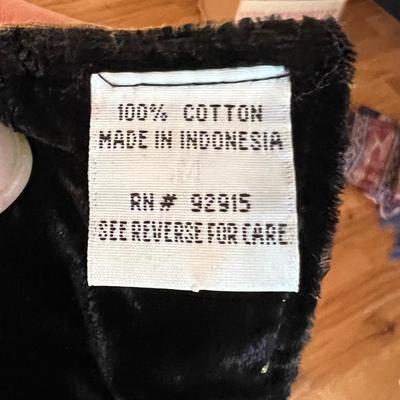 100% COTTON
MADE IN INDONESIA
M
RN# 92915
SEE REVERSE FOR CARE